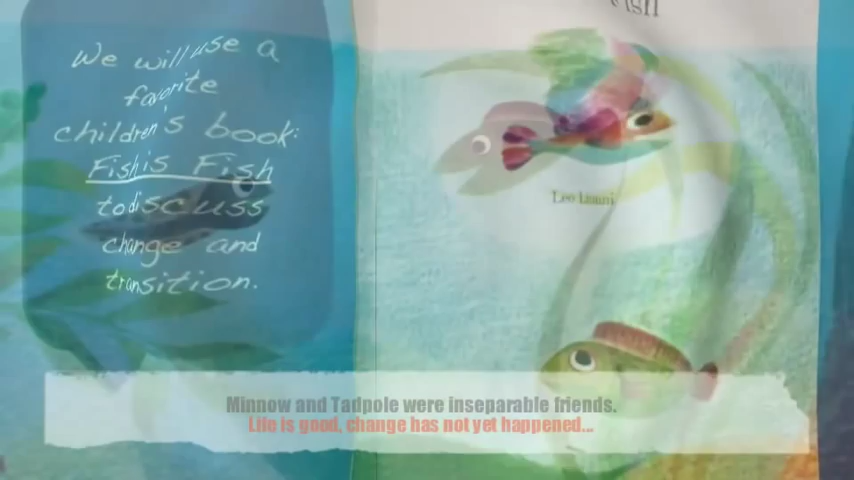 We will use a
favorite
children's book:
Fish is Fish
to discuss
change and
transition.
Leo Lionni
Minnow and Tadpole were inseparable friends.
Life is good, change has not yet happened...